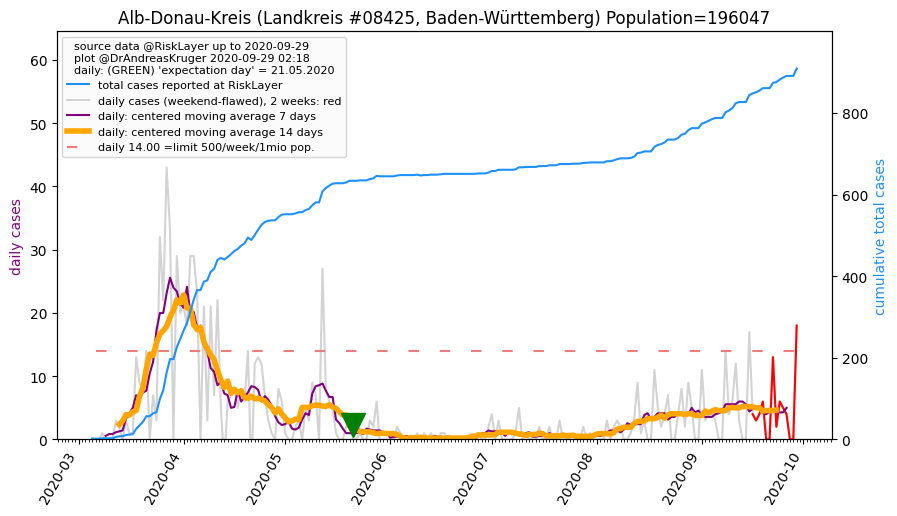 Alb-Donau-Kreis (Landkreis #08425, Baden-Württemberg) Population=196047
source data @RiskLayer up to 2020-09-29
plot @DrAndreasKruger 2020-09-29 02:18
daily: (GREEN) 'expectation day' = 21.05.2020
total cases reported at RiskLayer
daily cases (weekend-flawed), 2 weeks: red
daily: centered moving average 7 days
daily: centered moving average 14 days
daily 14.00 =limit 500/week/1mio pop.
daily cases
60
50
40
30
20
10
0
cumulative total cases
800
600
400
200
0
2020-03
2020-04
2020-05
2020-06
2020-07
2020-08
2020-09
2020-10